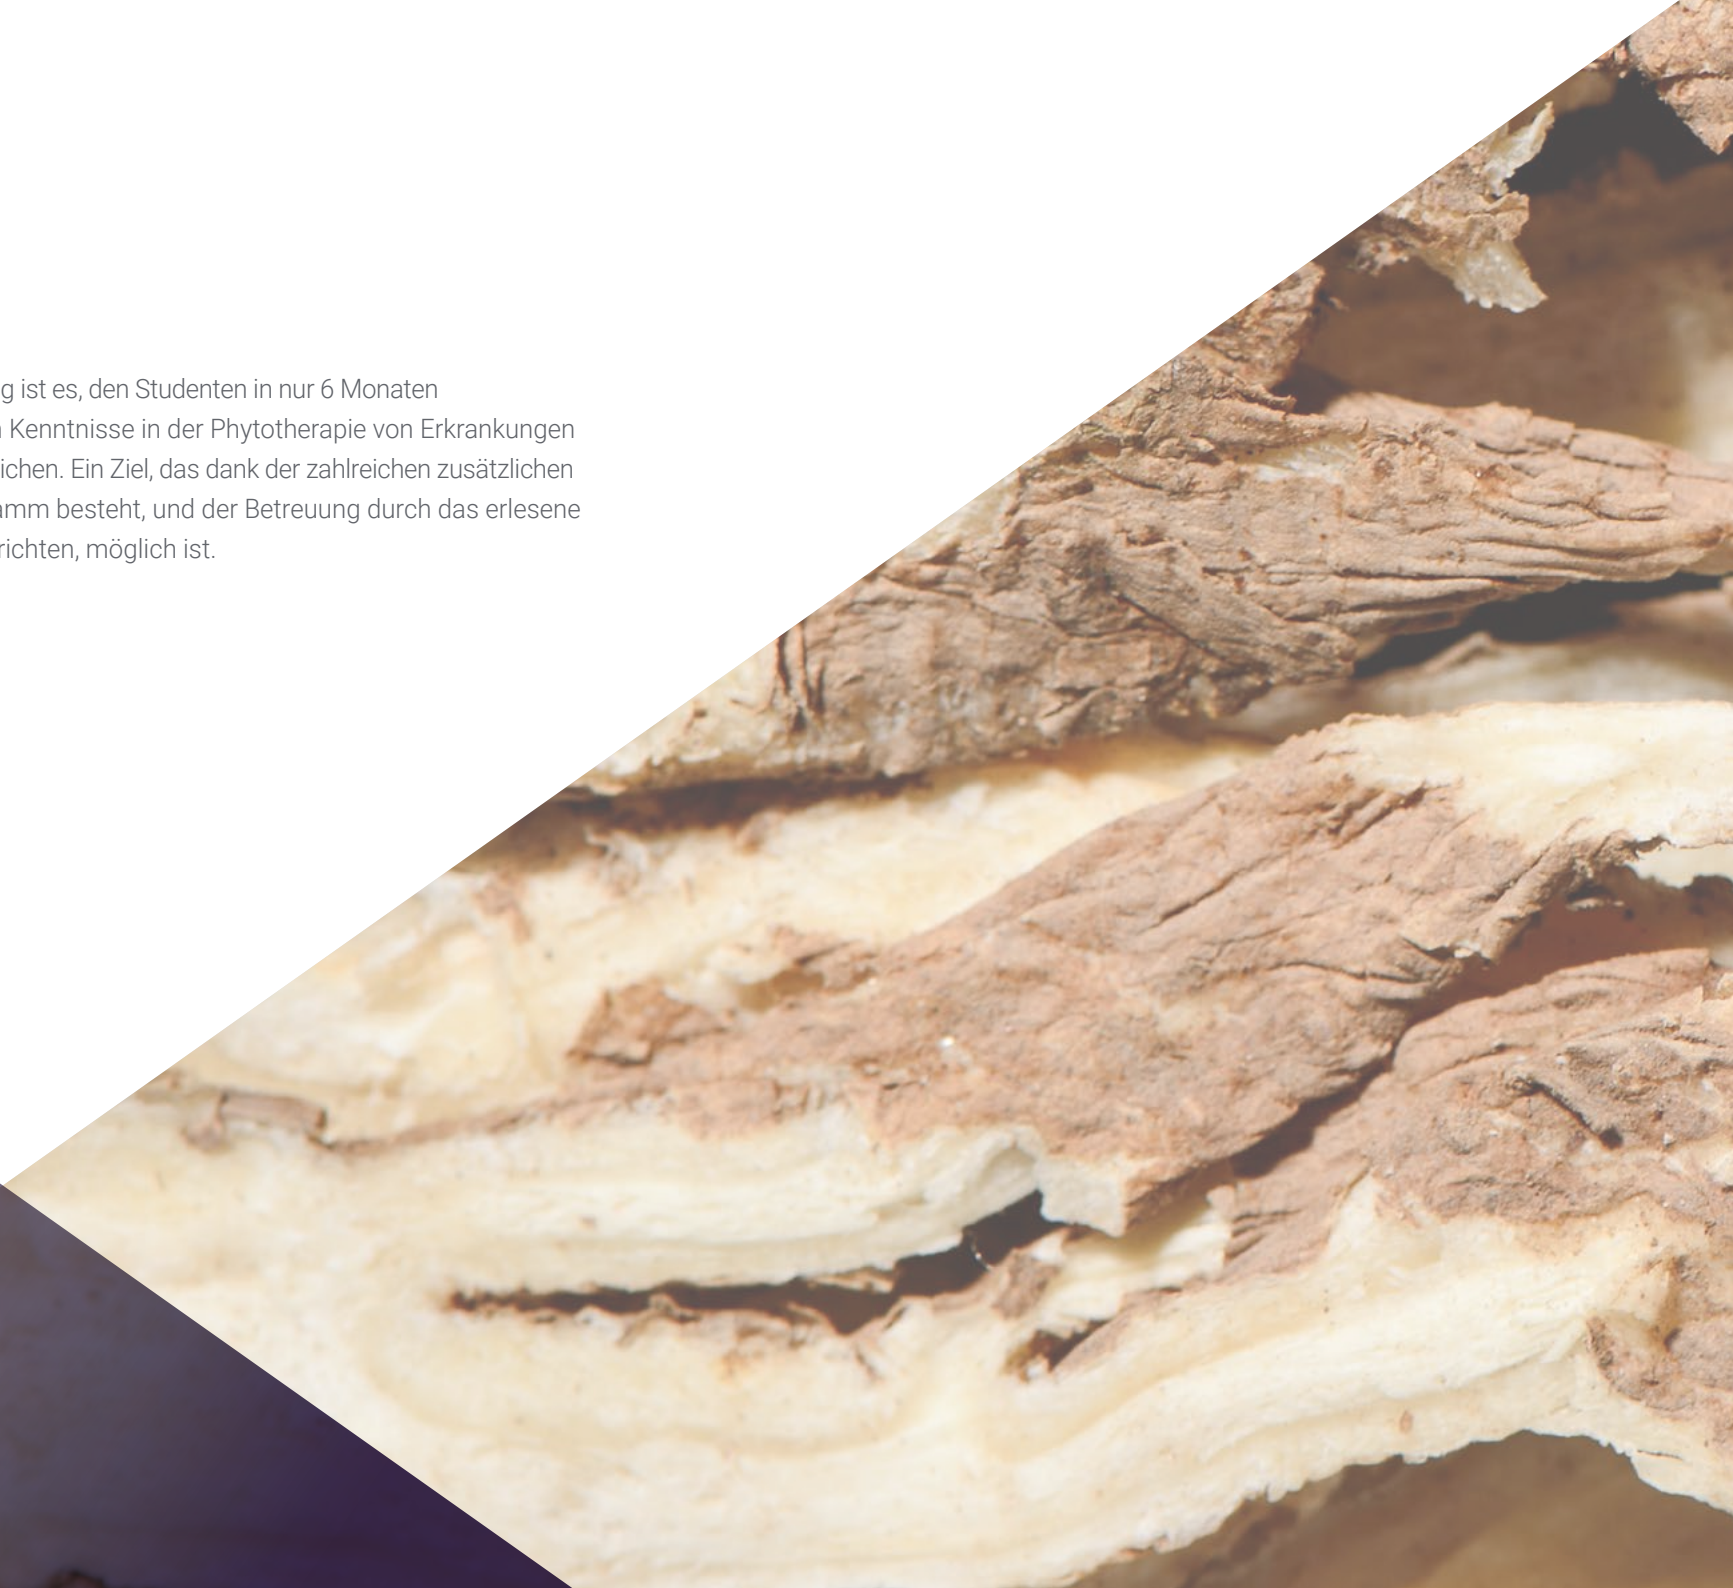 g ist es, den Studenten in nur 6 Monaten
Kenntnisse in der Phytotherapie von Erkrankungen
ichen. Ein Ziel, das dank der zahlreichen zusätzlichen
amm besteht, und der Betreuung durch das erlesene
richten, möglich ist.